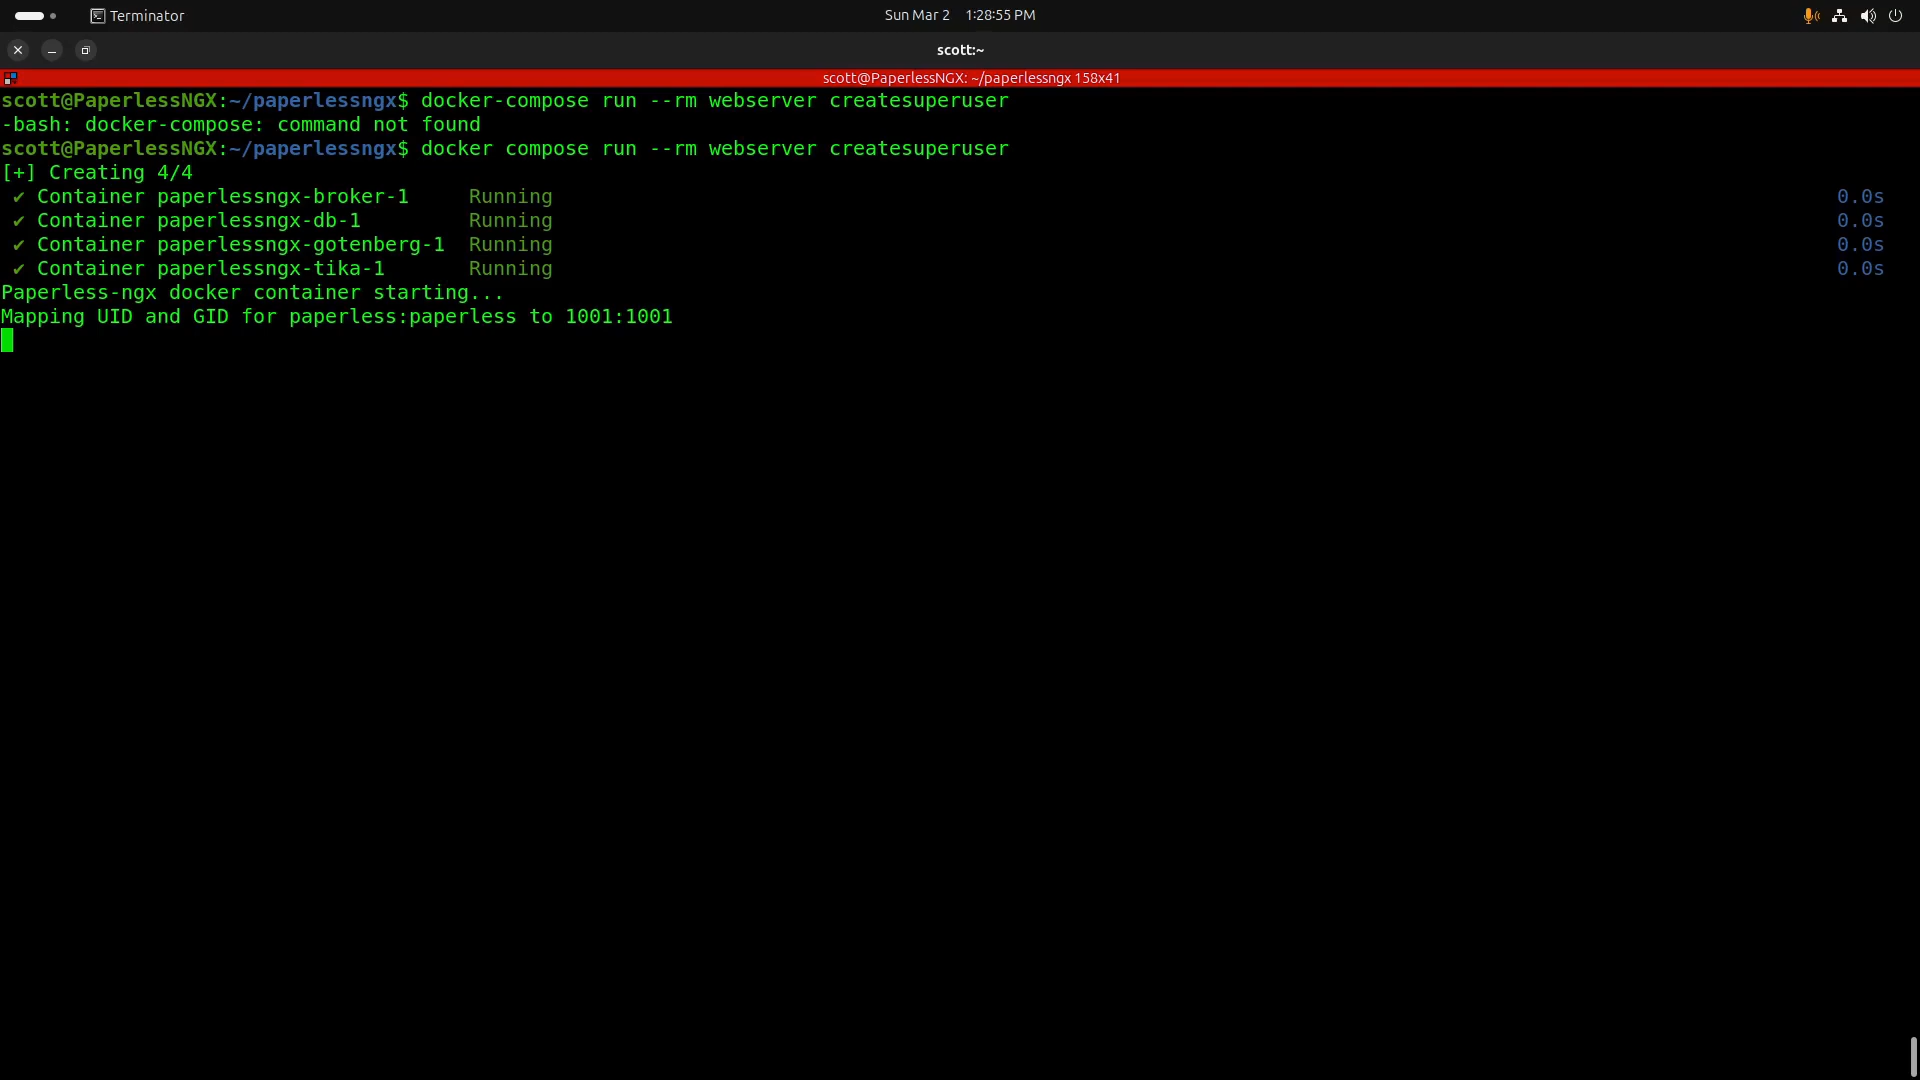 Terminator
Sun Mar 2 1:28:55 PM
scott:~
scott@PaperlessNGX: ~/paperlessngx 158x41
scott@PaperlessNGX:~/paperlessngx$ docker-compose run --rm webserver createsuperuser
-bash: docker-compose: command not found
scott@PaperlessNGX:~/paperlessngx$ docker compose run --rm webserver createsuperuser
[+] Creating 4/4
✔ Container paperlessngx-broker-1 Running 0.0s
✔ Container paperlessngx-db-1 Running 0.0s
✔ Container paperlessngx-gotenberg-1 Running 0.0s
✔ Container paperlessngx-tika-1 Running 0.0s
Paperless-ngx docker container starting...
Mapping UID and GID for paperless:paperless to 1001:1001